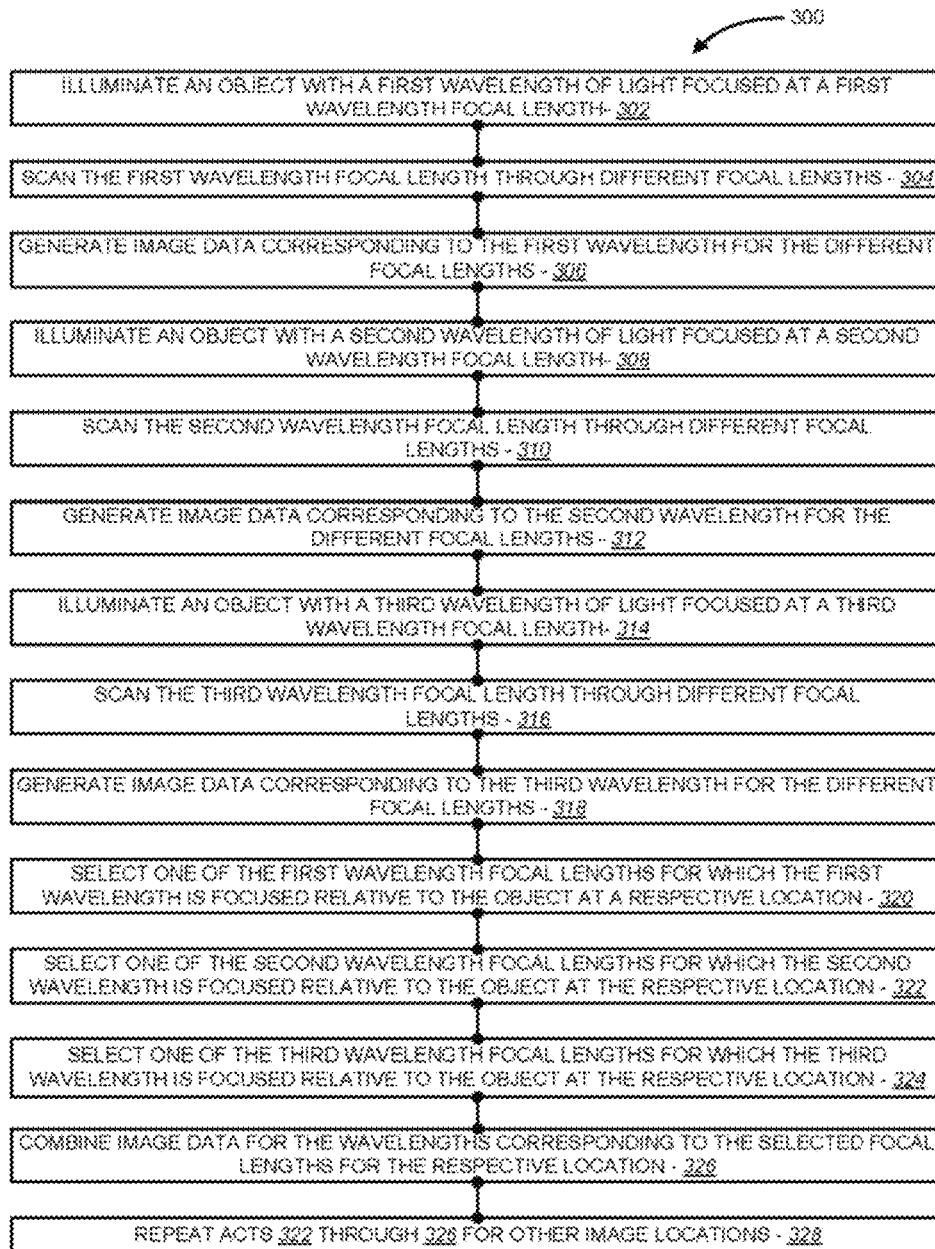 300
ILLUMINATE AN OBJECT WITH A FIRST WAVELENGTH OF LIGHT FOCUSED AT A FIRST
WAVELENGTH FOCAL LENGTH- 302
SCAN THE FIRST WAVELENGTH FOCAL LENGTH THROUGH DIFFERENT FOCAL LENGTHS - 304
GENERATE IMAGE DATA CORRESPONDING TO THE FIRST WAVELENGTH FOR THE DIFFERENT
FOCAL LENGTHS - 306
ILLUMINATE AN OBJECT WITH A SECOND WAVELENGTH OF LIGHT FOCUSED AT A SECOND
WAVELENGTH FOCAL LENGTH- 308
SCAN THE SECOND WAVELENGTH FOCAL LENGTH THROUGH DIFFERENT FOCAL
LENGTHS - 310
GENERATE IMAGE DATA CORRESPONDING TO THE SECOND WAVELENGTH FOR THE
DIFFERENT FOCAL LENGTHS - 312
ILLUMINATE AN OBJECT WITH A THIRD WAVELENGTH OF LIGHT FOCUSED AT A THIRD
WAVELENGTH FOCAL LENGTH- 314
SCAN THE THIRD WAVELENGTH FOCAL LENGTH THROUGH DIFFERENT FOCAL
LENGTHS - 316
GENERATE IMAGE DATA CORRESPONDING TO THE THIRD WAVELENGTH FOR THE DIFFERENT
FOCAL LENGTHS - 318
SELECT ONE OF THE FIRST WAVELENGTH FOCAL LENGTHS FOR WHICH THE FIRST
WAVELENGTH IS FOCUSED RELATIVE TO THE OBJECT AT A RESPECTIVE LOCATION - 320
SELECT ONE OF THE SECOND WAVELENGTH FOCAL LENGTHS FOR WHICH THE SECOND
WAVELENGTH IS FOCUSED RELATIVE TO THE OBJECT AT THE RESPECTIVE LOCATION - 322
SELECT ONE OF THE THIRD WAVELENGTH FOCAL LENGTHS FOR WHICH THE THIRD
WAVELENGTH IS FOCUSED RELATIVE TO THE OBJECT AT THE RESPECTIVE LOCATION - 324
COMBINE IMAGE DATA FOR THE WAVELENGTHS CORRESPONDING TO THE SELECTED FOCAL
LENGTHS FOR THE RESPECTIVE LOCATION - 326
REPEAT ACTS 322 THROUGH 326 FOR OTHER IMAGE LOCATIONS - 328